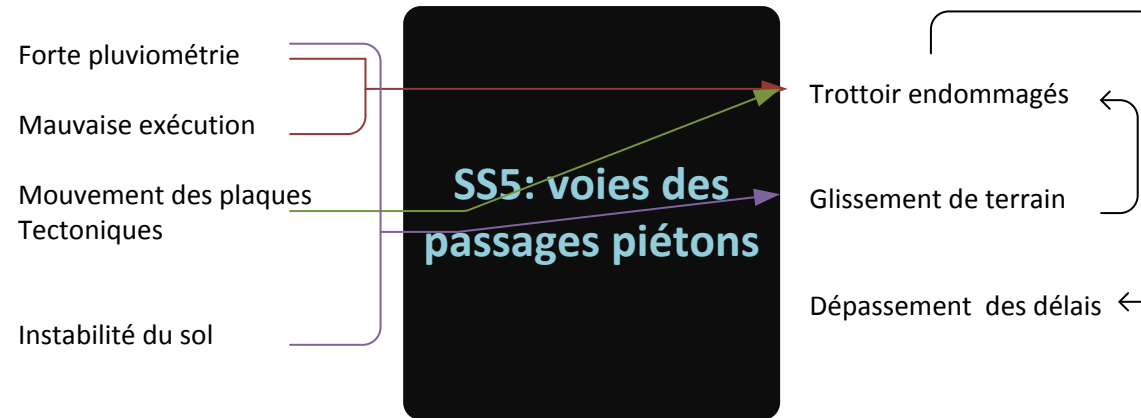 Forte pluviométrie
Mauvaise exécution
Mouvement des plaques
Tectoniques
Instabilité du sol
SS5: voies des
passages piétons
Trottoir endommagés
Glissement de terrain
Dépassement des délais